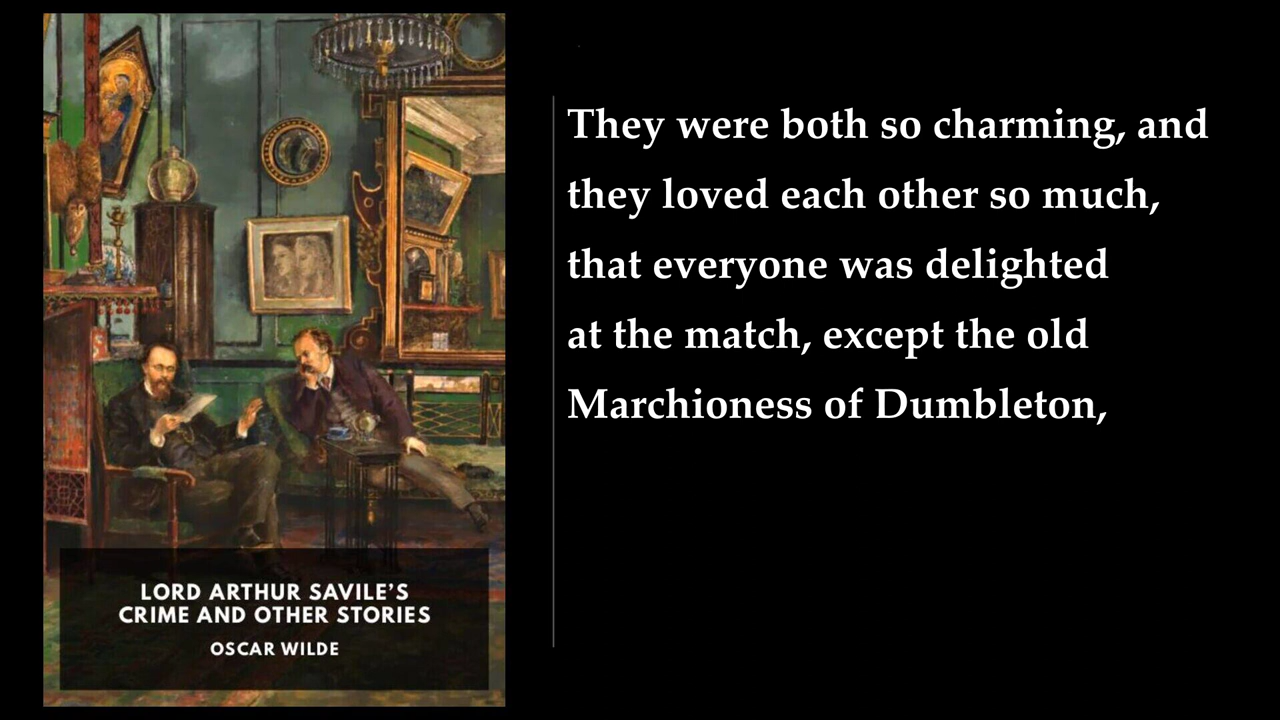 They were both so charming, and
they loved each other so much,
that everyone was delighted
at the match, except the old
Marchioness of Dumbleton,
LORD ARTHUR SAVILE’S
CRIME AND OTHER STORIES
OSCAR WILDE